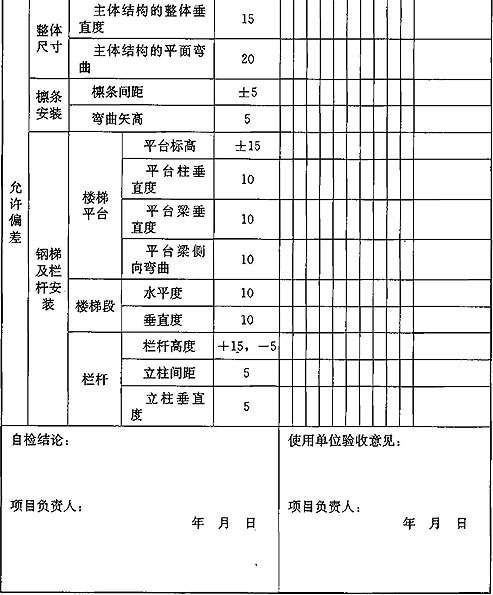 主体结构的整体垂
直度
15
整体
尺寸
主体结构的平面弯
曲
20
檩条
安装
檩条间距
±5
弯曲矢高
5
允许偏差
钢梯
及栏
杆安
装
楼梯
平台
平台标高
±15
平台柱垂
直度
10
平台梁垂
直度
10
平台梁侧
向弯曲
10
楼梯段
水平度
10
垂直度
10
栏杆
栏杆高度
+15，-5
立柱间距
5
立柱垂直
度
5
自检结论：
使用单位验收意见：
项目负责人：
项目负责人：
年 月 日
年 月 日